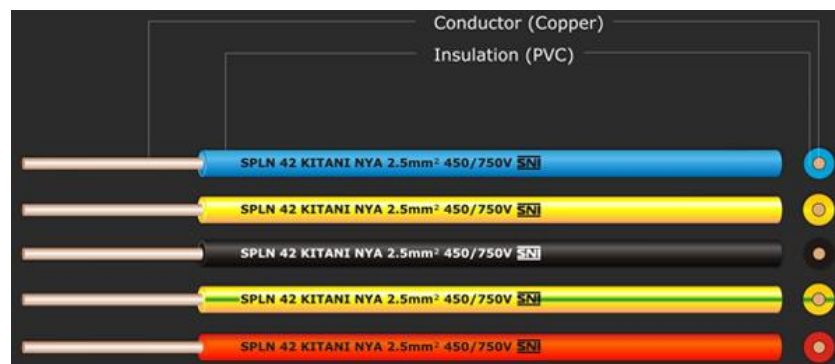 Conductor (Copper)
Insulation (PVC)
SPLN 42 KITANI NYA 2.5mm² 450/750V SNI
SPLN 42 KITANI NYA 2.5mm² 450/750V SNI
SPLN 42 KITANI NYA 2.5mm² 450/750V SNI
SPLN 42 KITANI NYA 2.5mm² 450/750V SNI
SPLN 42 KITANI NYA 2.5mm² 450/750V SNI